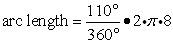 arc length = 110°/360° • 2•π•8